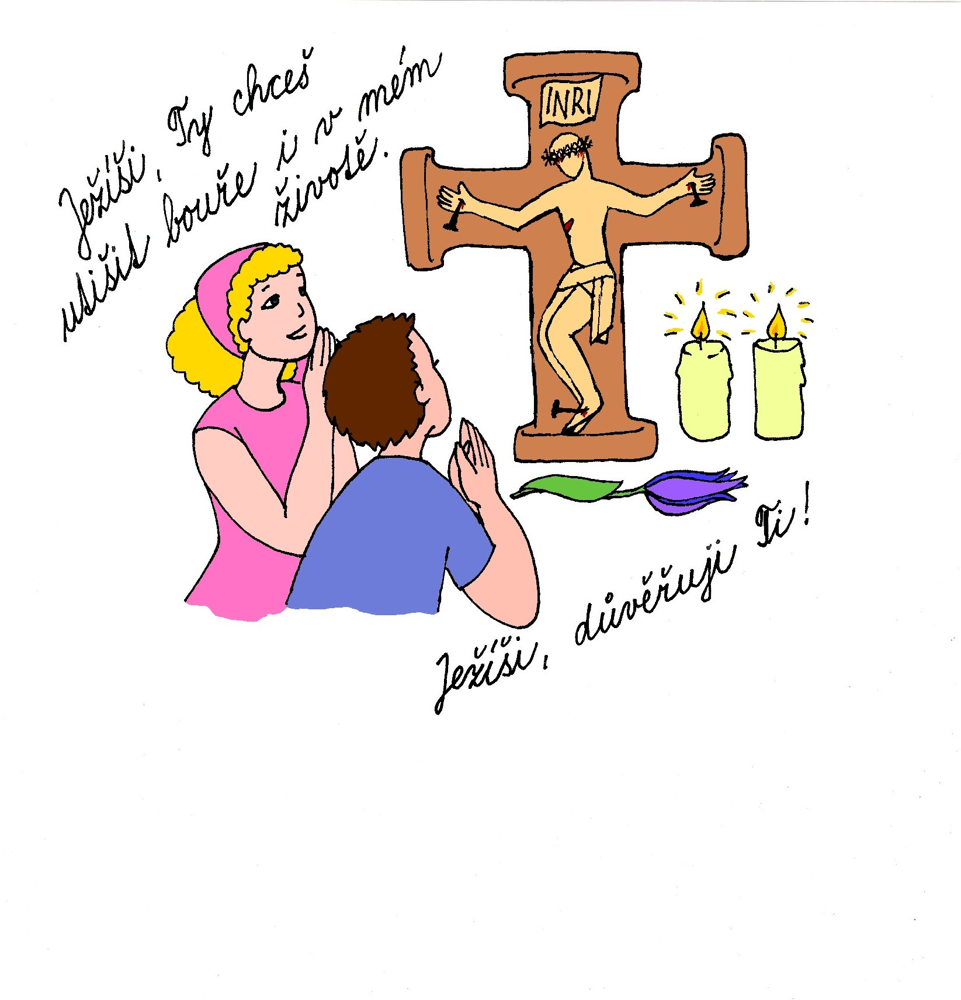 Ježíši, Ty chceš
utišit bouře i v mém
životě.
INRI
Ježíši, důvěřuji Ti!